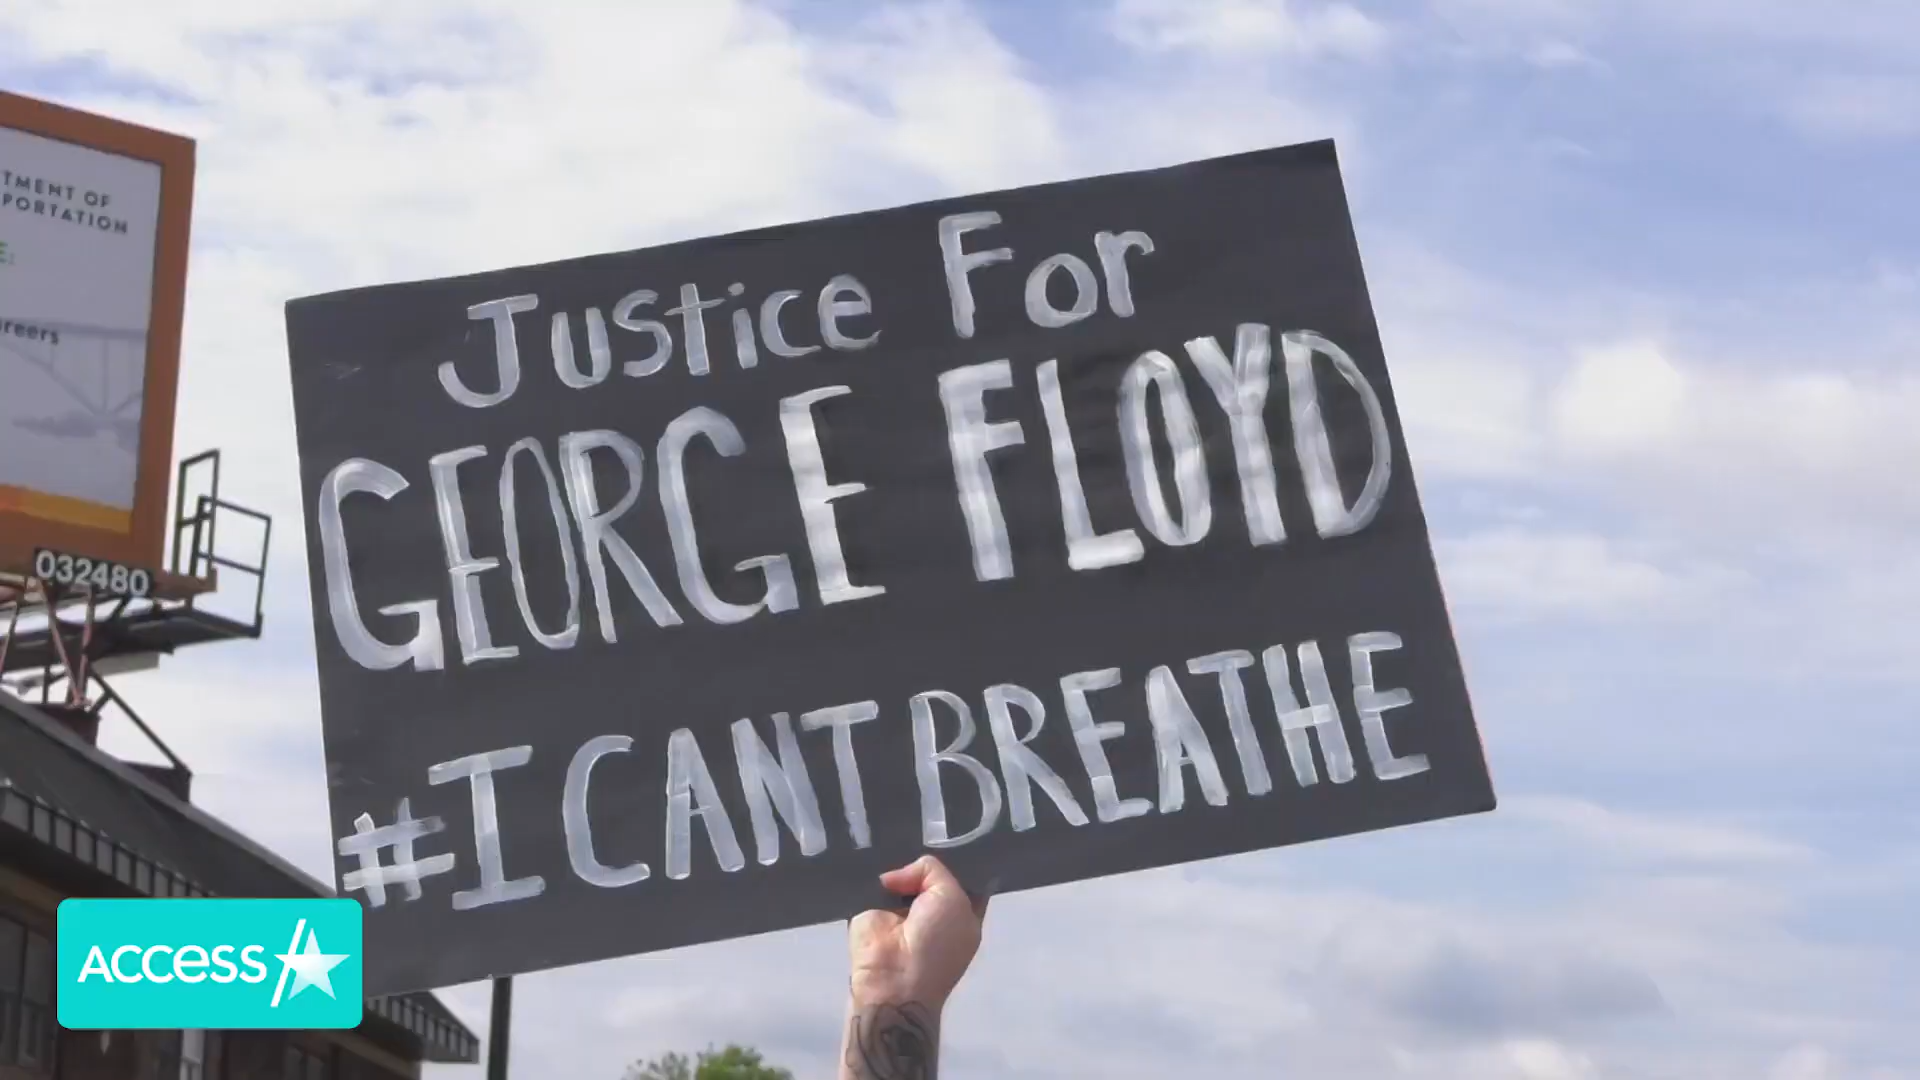 TMENT OF
PORTATION
E:
reers
032480
Justice For
GEORGE FLOYD
#I CANT BREATHE
ACCESS